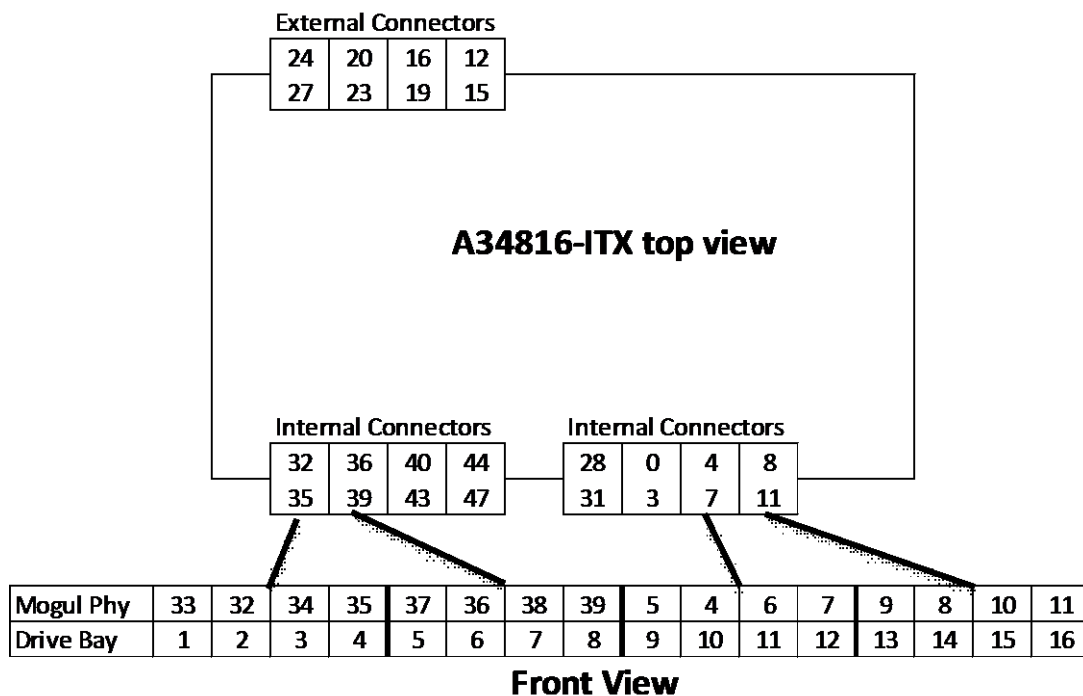 External Connectors
24 20 16 12
27 23 19 15
A34816-ITX top view
Internal Connectors Internal Connectors
32 36 40 44 28 0 4 8
35 39 43 47 31 3 7 11
Mogul Phy 33 32 34 35 37 36 38 39 5 4 6 7 9 8 10 11
Drive Bay 1 2 3 4 5 6 7 8 9 10 11 12 13 14 15 16
Front View